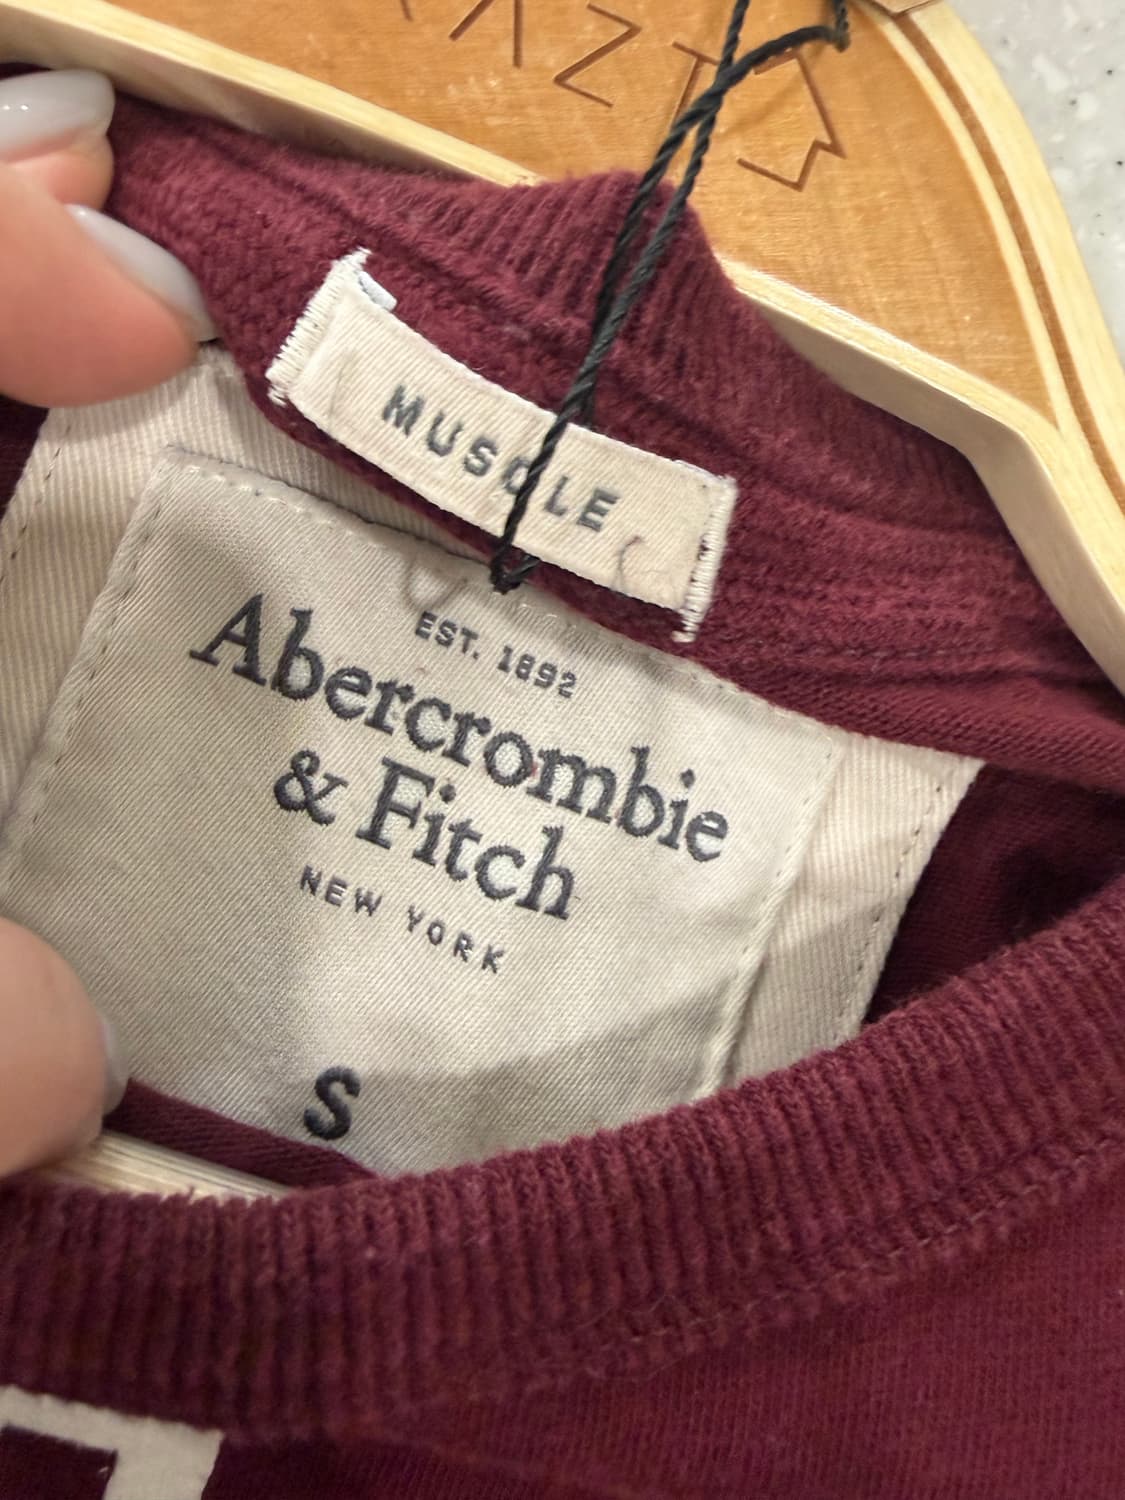 MUSCLE
EST. 1892
Abercrombie
& Fitch
NEW YORK
S